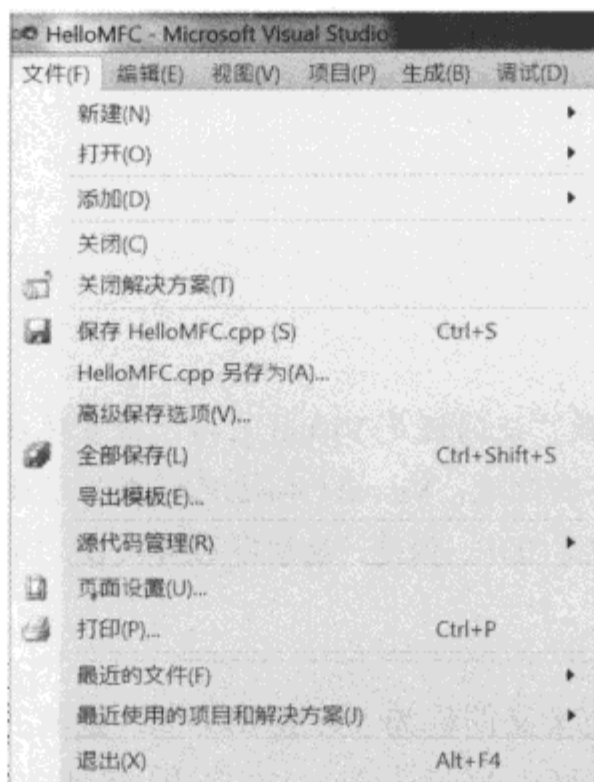 HelloMFC - Microsoft Visual Studio
文件(F) 编辑(E) 视图(V) 项目(P) 生成(B) 调试(D)
新建(N)
打开(O)
添加(D)
关闭(C)
关闭解决方案(T)
保存 HelloMFC.cpp (S) Ctrl+S
HelloMFC.cpp 另存为(A)...
高级保存选项(V)...
全部保存(L) Ctrl+Shift+S
导出模板(E)...
源代码管理(R)
页面设置(U)...
打印(P)... Ctrl+P
最近的文件(F)
最近使用的项目和解决方案(J)
退出(X) Alt+F4